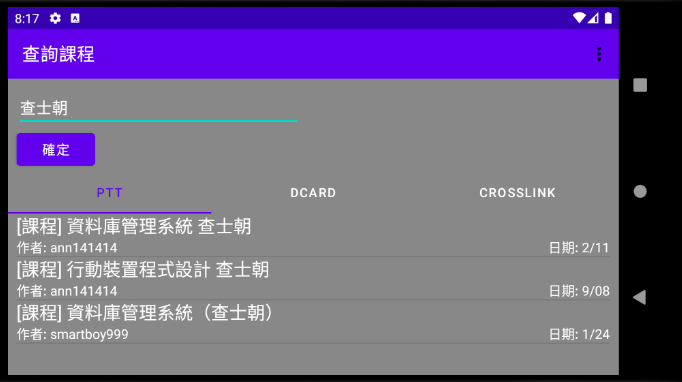 8:17
查詢課程
查士朝
確定
PTT DCARD CROSSLINK
[課程] 資料庫管理系統 查士朝
作者: ann141414 日期: 2/11
[課程] 行動裝置程式設計 查士朝
作者: ann141414 日期: 9/08
[課程] 資料庫管理系統（查士朝）
作者: smartboy999 日期: 1/24